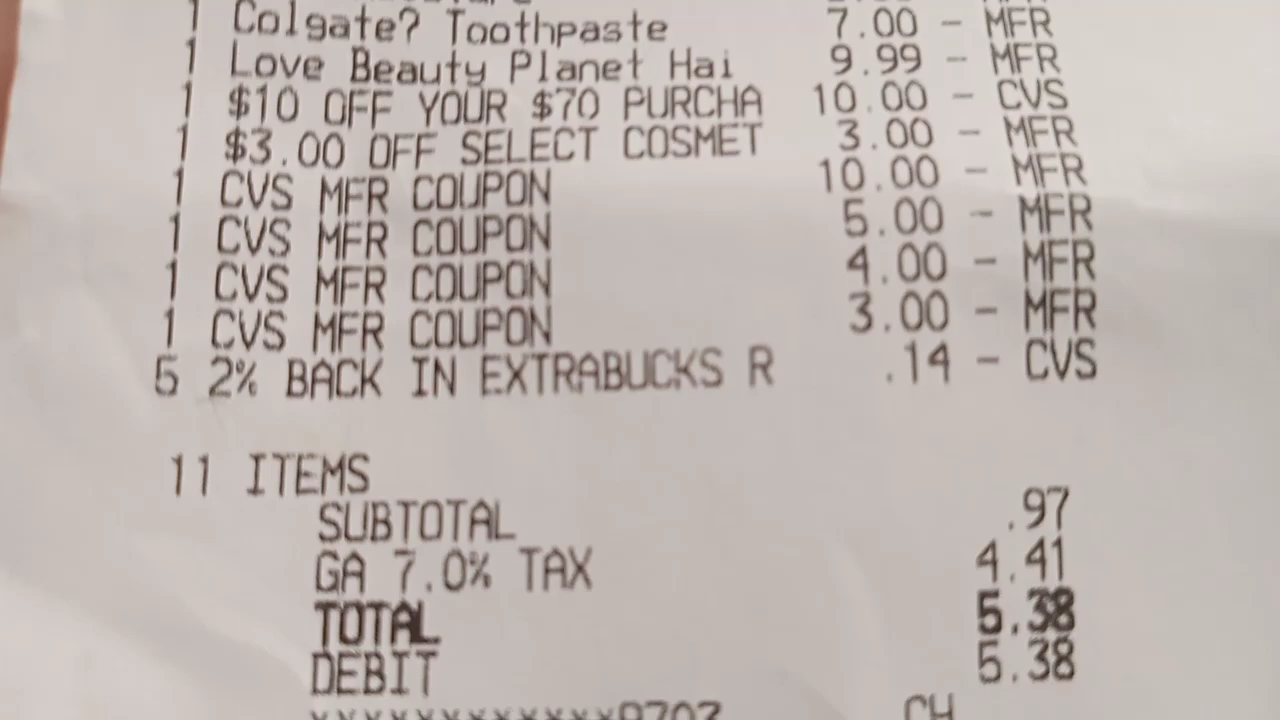 1 Colgate? Toothpaste 7.00 - MFR
1 Love Beauty Planet Hai 9.99 - MFR
1 $10 OFF YOUR $70 PURCHA 10.00 - CVS
1 $3.00 OFF SELECT COSMET 3.00 - MFR
1 CVS MFR COUPON 10.00 - MFR
1 CVS MFR COUPON 5.00 - MFR
1 CVS MFR COUPON 4.00 - MFR
1 CVS MFR COUPON 3.00 - MFR
5 2% BACK IN EXTRABUCKS R .14 - CVS
11 ITEMS
SUBTOTAL .97
GA 7.0% TAX 4.41
TOTAL 5.38
DEBIT 5.38
CH